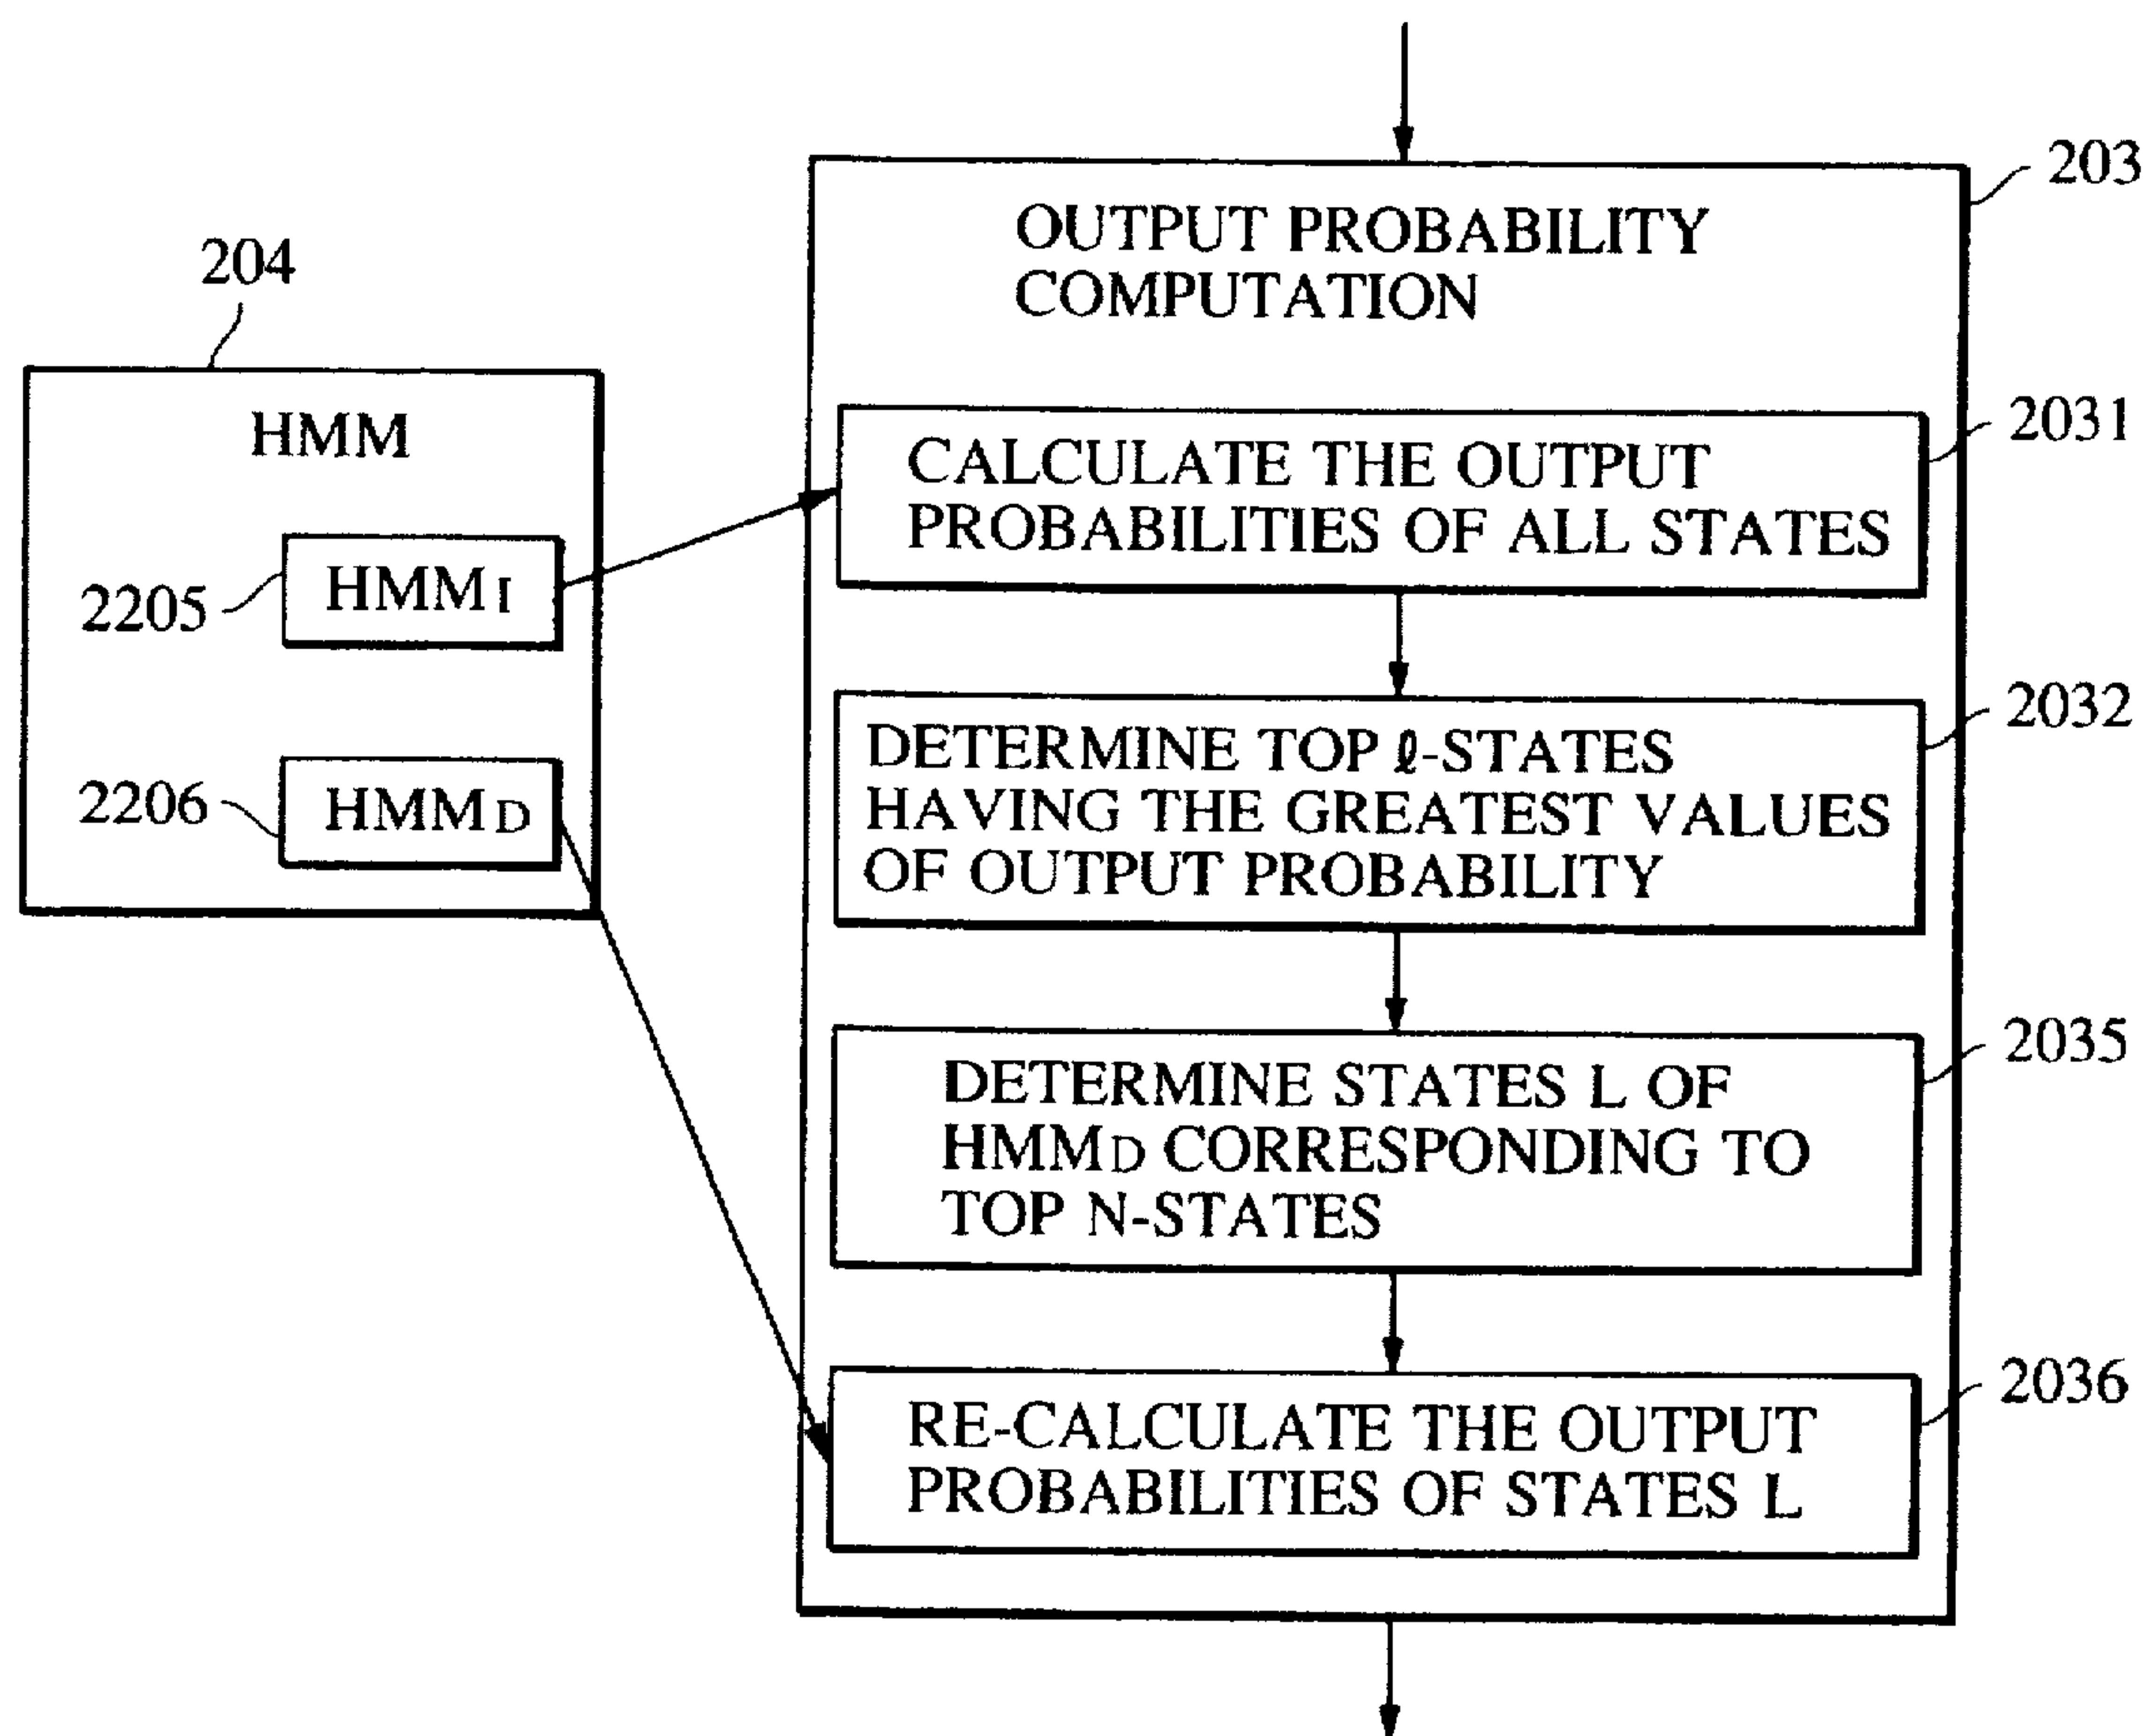 203
OUTPUT PROBABILITY
COMPUTATION
204
HMM
2205
HMMI
2206
HMMD
2031
CALCULATE THE OUTPUT
PROBABILITIES OF ALL STATES
2032
DETERMINE TOP ℓ-STATES
HAVING THE GREATEST VALUES
OF OUTPUT PROBABILITY
2035
DETERMINE STATES L OF
HMMD CORRESPONDING TO
TOP N-STATES
2036
RE-CALCULATE THE OUTPUT
PROBABILITIES OF STATES L